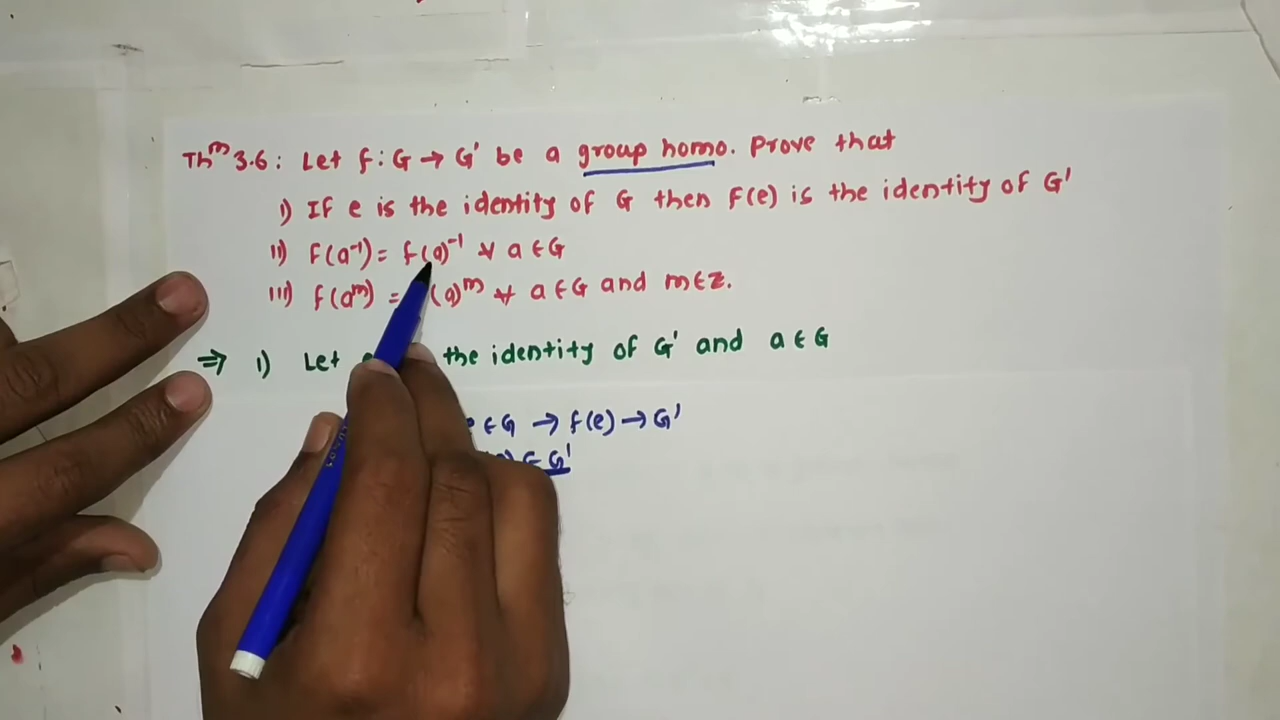 Thᵐ 3.6: Let f: G → G' be a group homo. Prove that
i) If e is the identity of G then f(e) is the identity of G'
ii) f(a⁻¹) = f(a)⁻¹ ∀ a ∈ G
iii) f(aᵐ) = (a)ᵐ ∀ a ∈ G and m ∈ Z.
⇒ i) Let the identity of G' and a ∈ G
∈ G → f(e) → G'
∈ G'